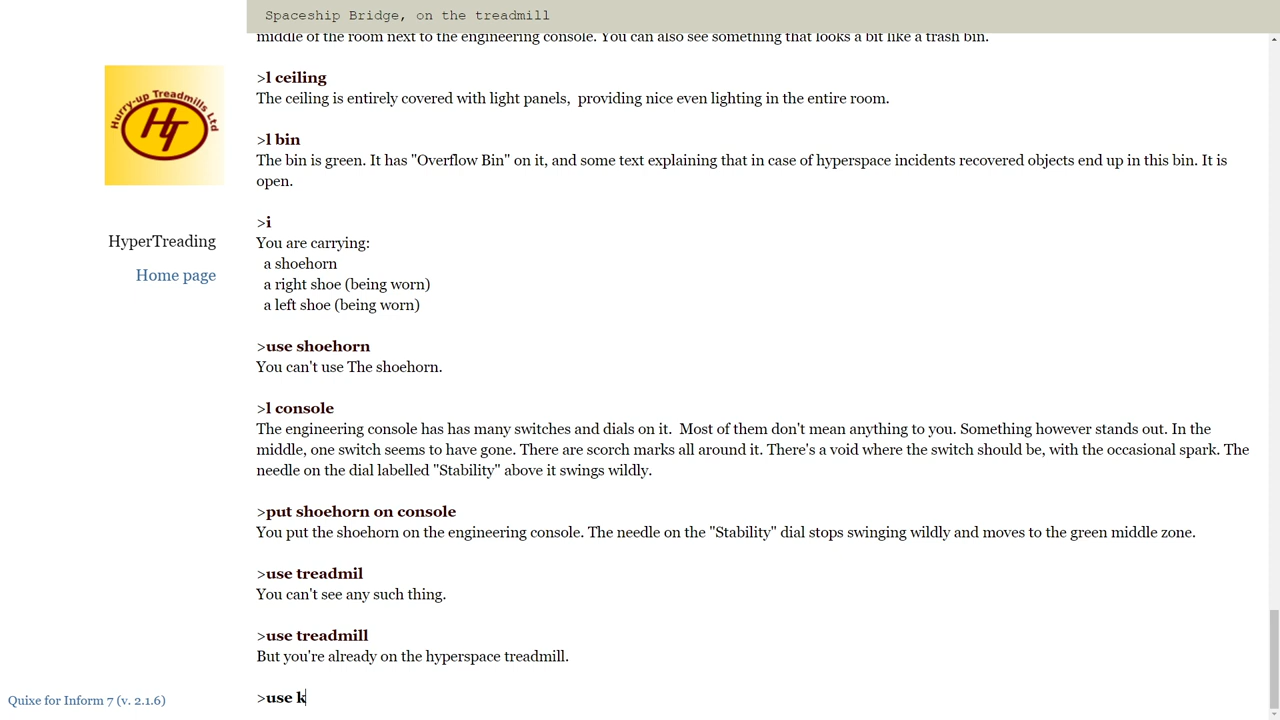 Spaceship Bridge, on the treadmill
middle of the room next to the engineering console. You can also see something that looks a bit like a trash bin.
>l ceiling
The ceiling is entirely covered with light panels,  providing nice even lighting in the entire room.
>l bin
The bin is green. It has "Overflow Bin" on it, and some text explaining that in case of hyperspace incidents recovered objects end up in this bin. It is
open.
>i
You are carrying:
a shoehorn
a right shoe (being worn)
a left shoe (being worn)
>use shoehorn
You can't use The shoehorn.
>l console
The engineering console has has many switches and dials on it.  Most of them don't mean anything to you. Something however stands out. In the
middle, one switch seems to have gone. There are scorch marks all around it. There's a void where the switch should be, with the occasional spark. The
needle on the dial labelled "Stability" above it swings wildly.
>put shoehorn on console
You put the shoehorn on the engineering console. The needle on the "Stability" dial stops swinging wildly and moves to the green middle zone.
>use treadmil
You can't see any such thing.
>use treadmill
But you're already on the hyperspace treadmill.
>use k
Hurry-up Treadmills Ltd
HT
HyperTreading
Home page
Quixe for Inform 7 (v. 2.1.6)